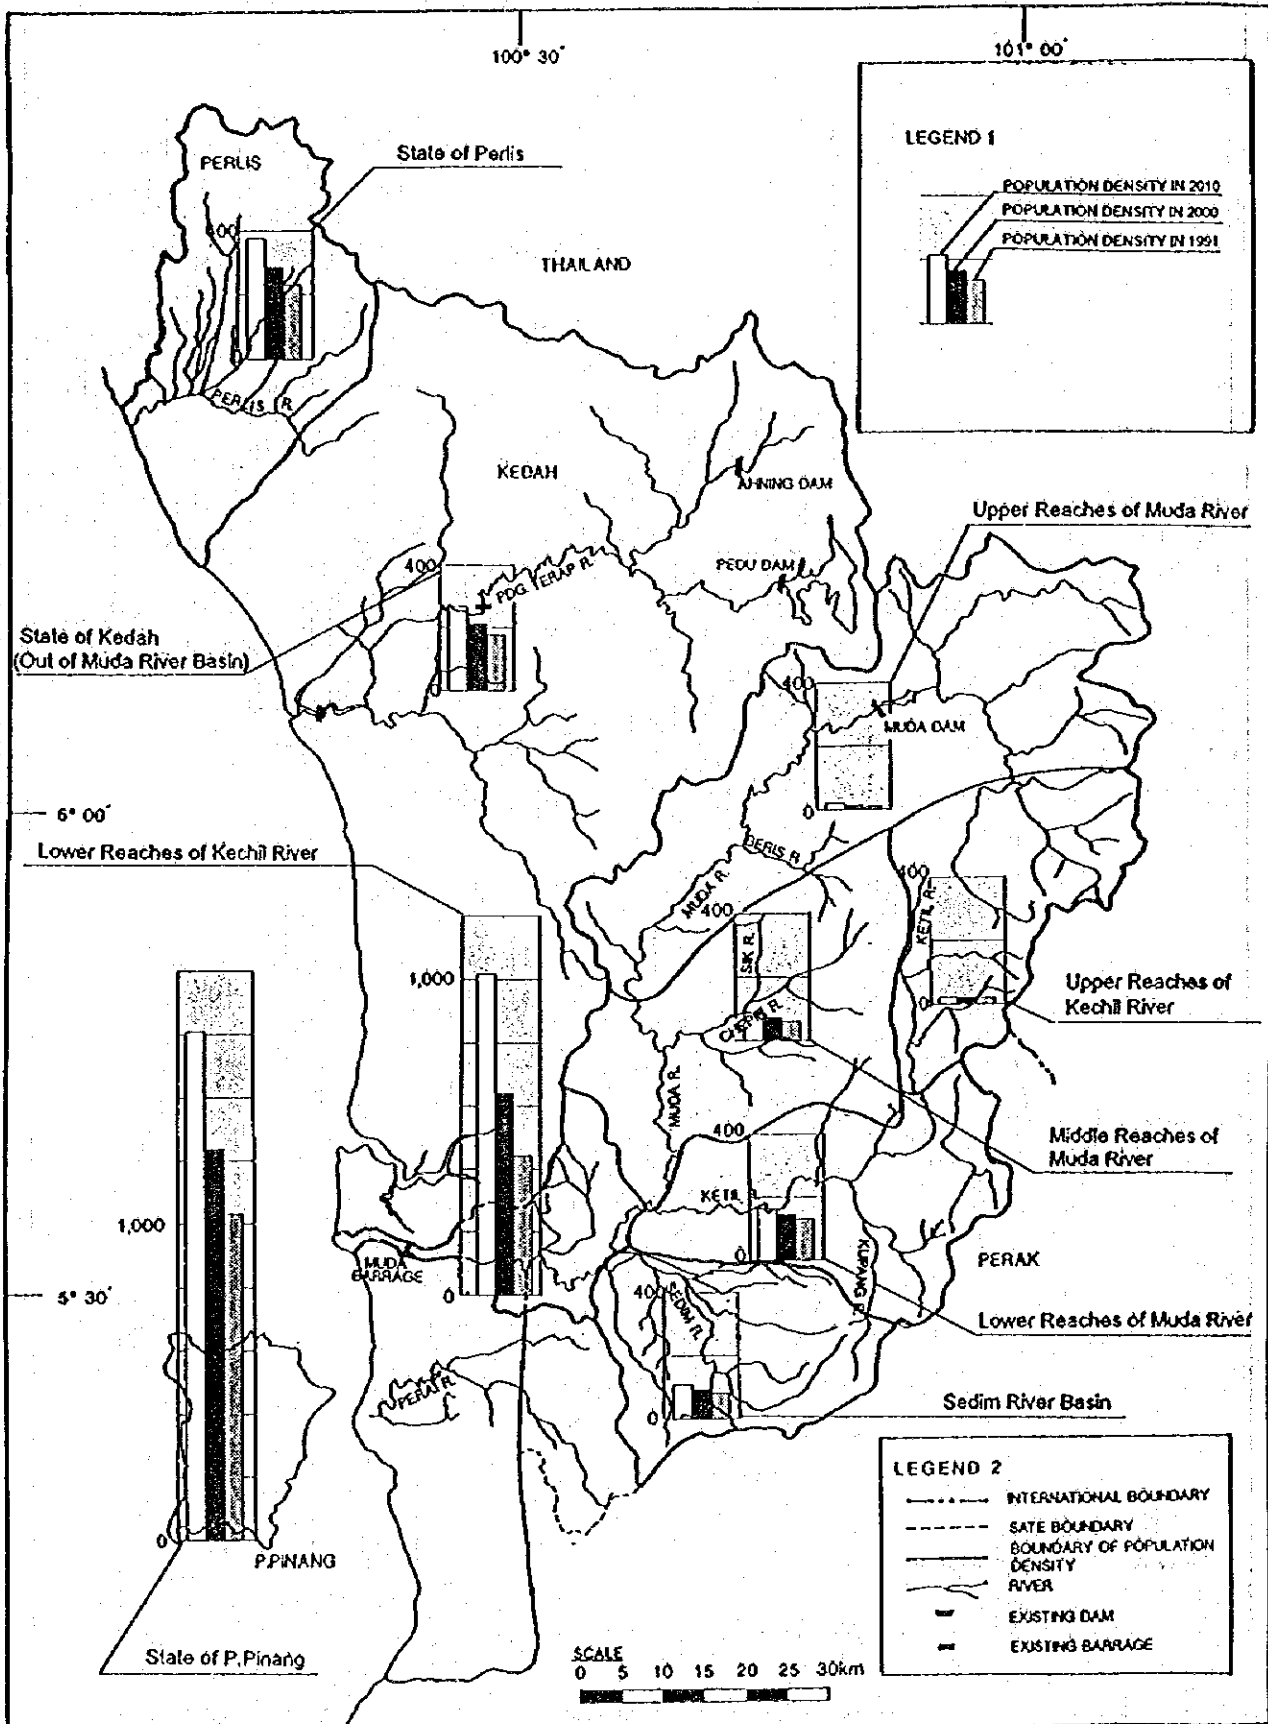 100° 30'
101° 00'
LEGEND 1
POPULATION DENSITY IN 2010
POPULATION DENSITY IN 2000
POPULATION DENSITY IN 1991
PERLIS
State of Perlis
THAILAND
0
PERLIS R.
KEDAH
AHNING DAM
Upper Reaches of Muda River
400
PDG TERAP R.
PEDU DAM
State of Kedah
(Out of Muda River Basin)
0
400
MUDA DAM
0
6° 00'
Lower Reaches of Kechil River
MUDA R.
BERIS R.
400
KETIL R.
0
400
SIK R.
CHEPIR R.
1,000
Upper Reaches of
Kechil River
MUDA R.
400
Middle Reaches of
Muda River
KETIL
0
1,000
MUDA
BARRAGE
0
KUPANG R.
PERAK
5° 30'
40
SEDIM R.
Lower Reaches of Muda River
PERAI R.
0
Sedim River Basin
0
P.PINANG
State of P.Pinang
LEGEND 2
INTERNATIONAL BOUNDARY
SATE BOUNDARY
BOUNDARY OF POPULATION
DENSITY
RIVER
EXISTING DAM
EXISTING BARRAGE
SCALE
0 5 10 15 20 25 30km